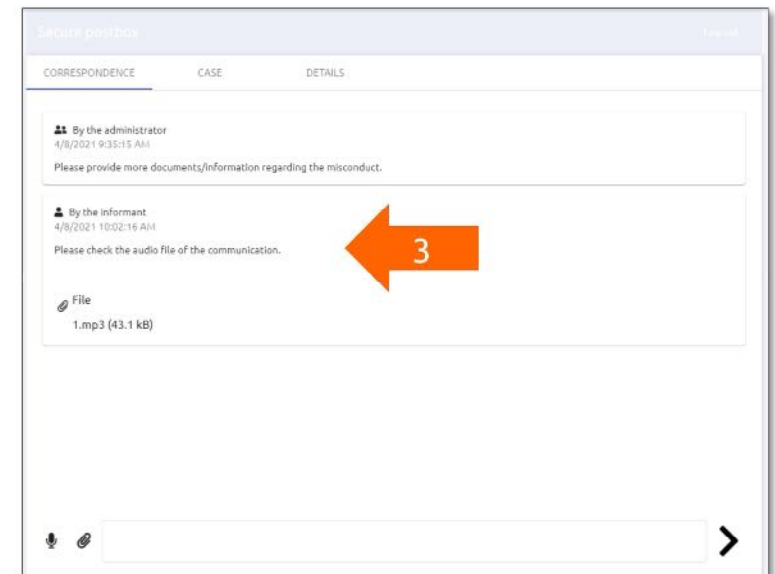 Secure postbox
Log out
CORRESPONDENCE CASE DETAILS
By the administrator
4/8/2021 9:35:15 AM
Please provide more documents/information regarding the misconduct.
By the informant
4/8/2021 10:02:16 AM
Please check the audio file of the communication.
3
File
1.mp3 (43.1 kB)